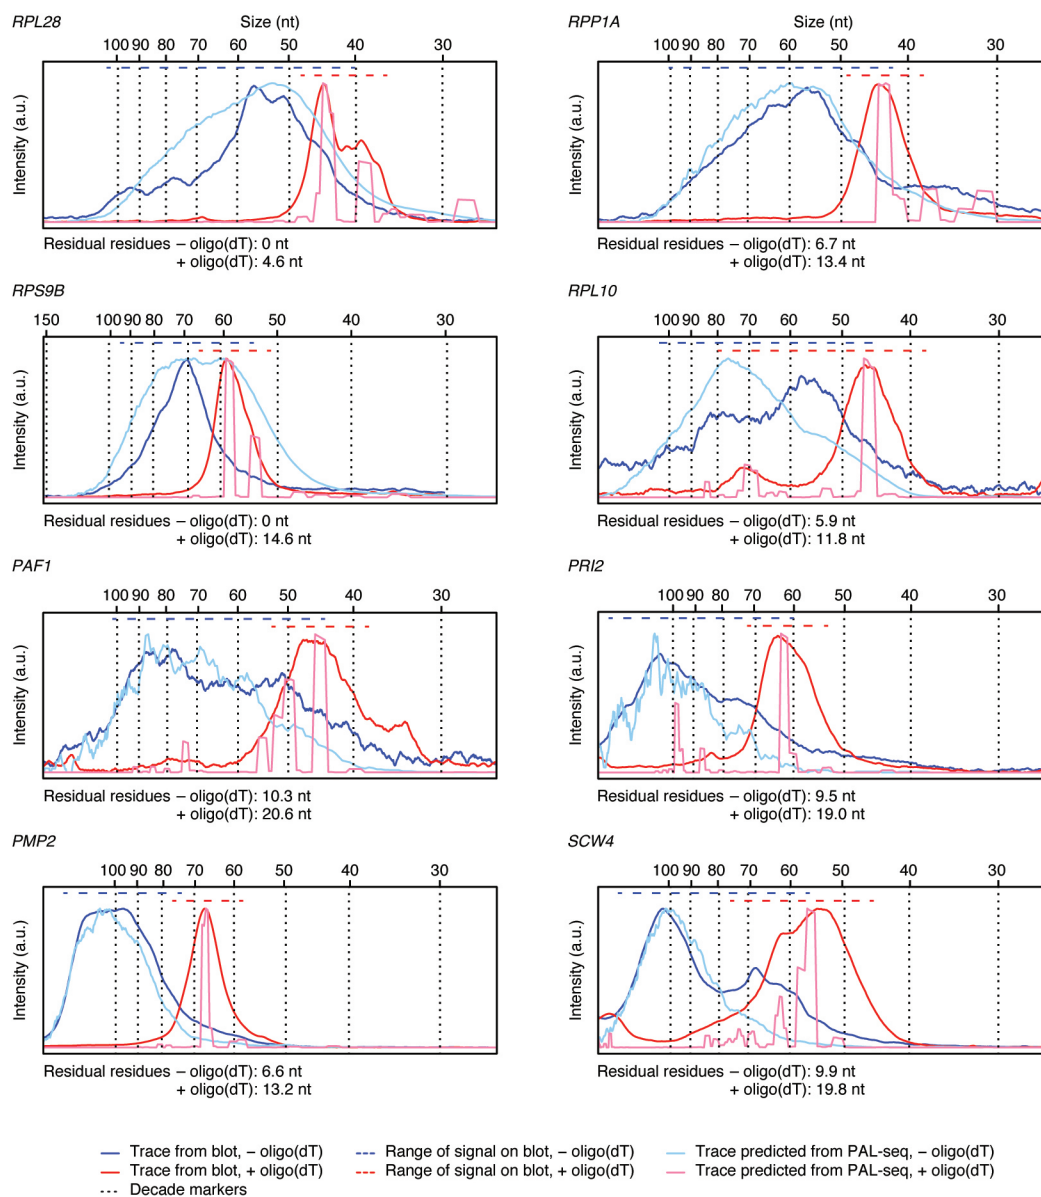 RPL28
Size (nt)
100 90 80 70 60 50 40 30
Intensity (a.u.)
Residual residues – oligo(dT): 0 nt
+ oligo(dT): 4.6 nt
RPP1A
Size (nt)
100 90 80 70 60 50 40 30
Intensity (a.u.)
Residual residues – oligo(dT): 6.7 nt
+ oligo(dT): 13.4 nt
RPS9B
150 100 90 80 70 60 50 40 30
Intensity (a.u.)
Residual residues – oligo(dT): 0 nt
+ oligo(dT): 14.6 nt
RPL10
100 90 80 70 60 50 40 30
Intensity (a.u.)
Residual residues – oligo(dT): 5.9 nt
+ oligo(dT): 11.8 nt
PAF1
100 90 80 70 60 50 40 30
Intensity (a.u.)
Residual residues – oligo(dT): 10.3 nt
+ oligo(dT): 20.6 nt
PRI2
100 90 80 70 60 50 40 30
Intensity (a.u.)
Residual residues – oligo(dT): 9.5 nt
+ oligo(dT): 19.0 nt
PMP2
100 90 80 70 60 50 40 30
Intensity (a.u.)
Residual residues – oligo(dT): 6.6 nt
+ oligo(dT): 13.2 nt
SCW4
100 90 80 70 60 50 40 30
Intensity (a.u.)
Residual residues – oligo(dT): 9.9 nt
+ oligo(dT): 19.8 nt
Trace from blot, – oligo(dT)
Trace from blot, + oligo(dT)
Decade markers
Range of signal on blot, – oligo(dT)
Range of signal on blot, + oligo(dT)
Trace predicted from PAL-seq, – oligo(dT)
Trace predicted from PAL-seq, + oligo(dT)